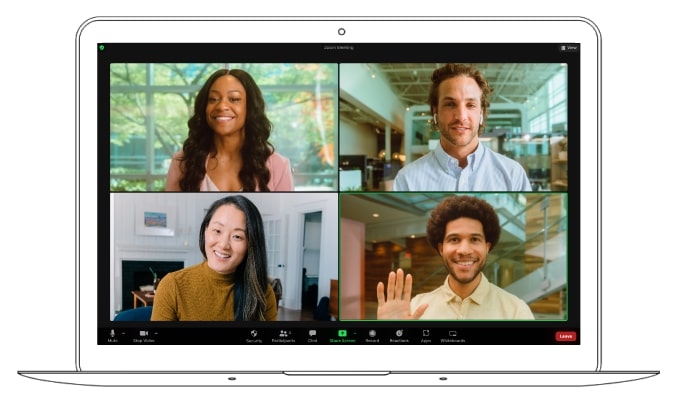 Zoom Meeting
View
Mute
Stop Video
Security
Participants
Chat
Share Screen
Record
Reactions
Apps
Whiteboards
Leave